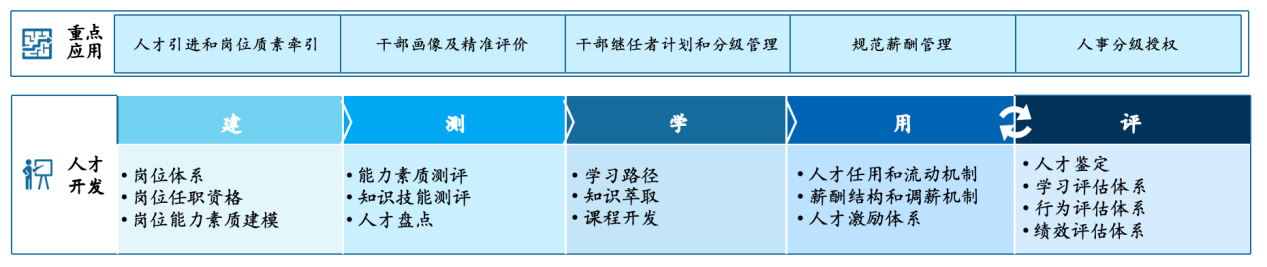 重点
应用
人才引进和岗位质素牵引
干部画像及精准评价
干部继任者计划和分级管理
规范薪酬管理
人事分级授权
人才
开发
建
• 岗位体系
• 岗位任职资格
• 岗位能力素质建模
测
• 能力素质测评
• 知识技能测评
• 人才盘点
学
• 学习路径
• 知识萃取
• 课程开发
用
• 人才任用和流动机制
• 薪酬结构和调薪机制
• 人才激励体系
评
• 人才鉴定
• 学习评估体系
• 行为评估体系
• 绩效评估体系